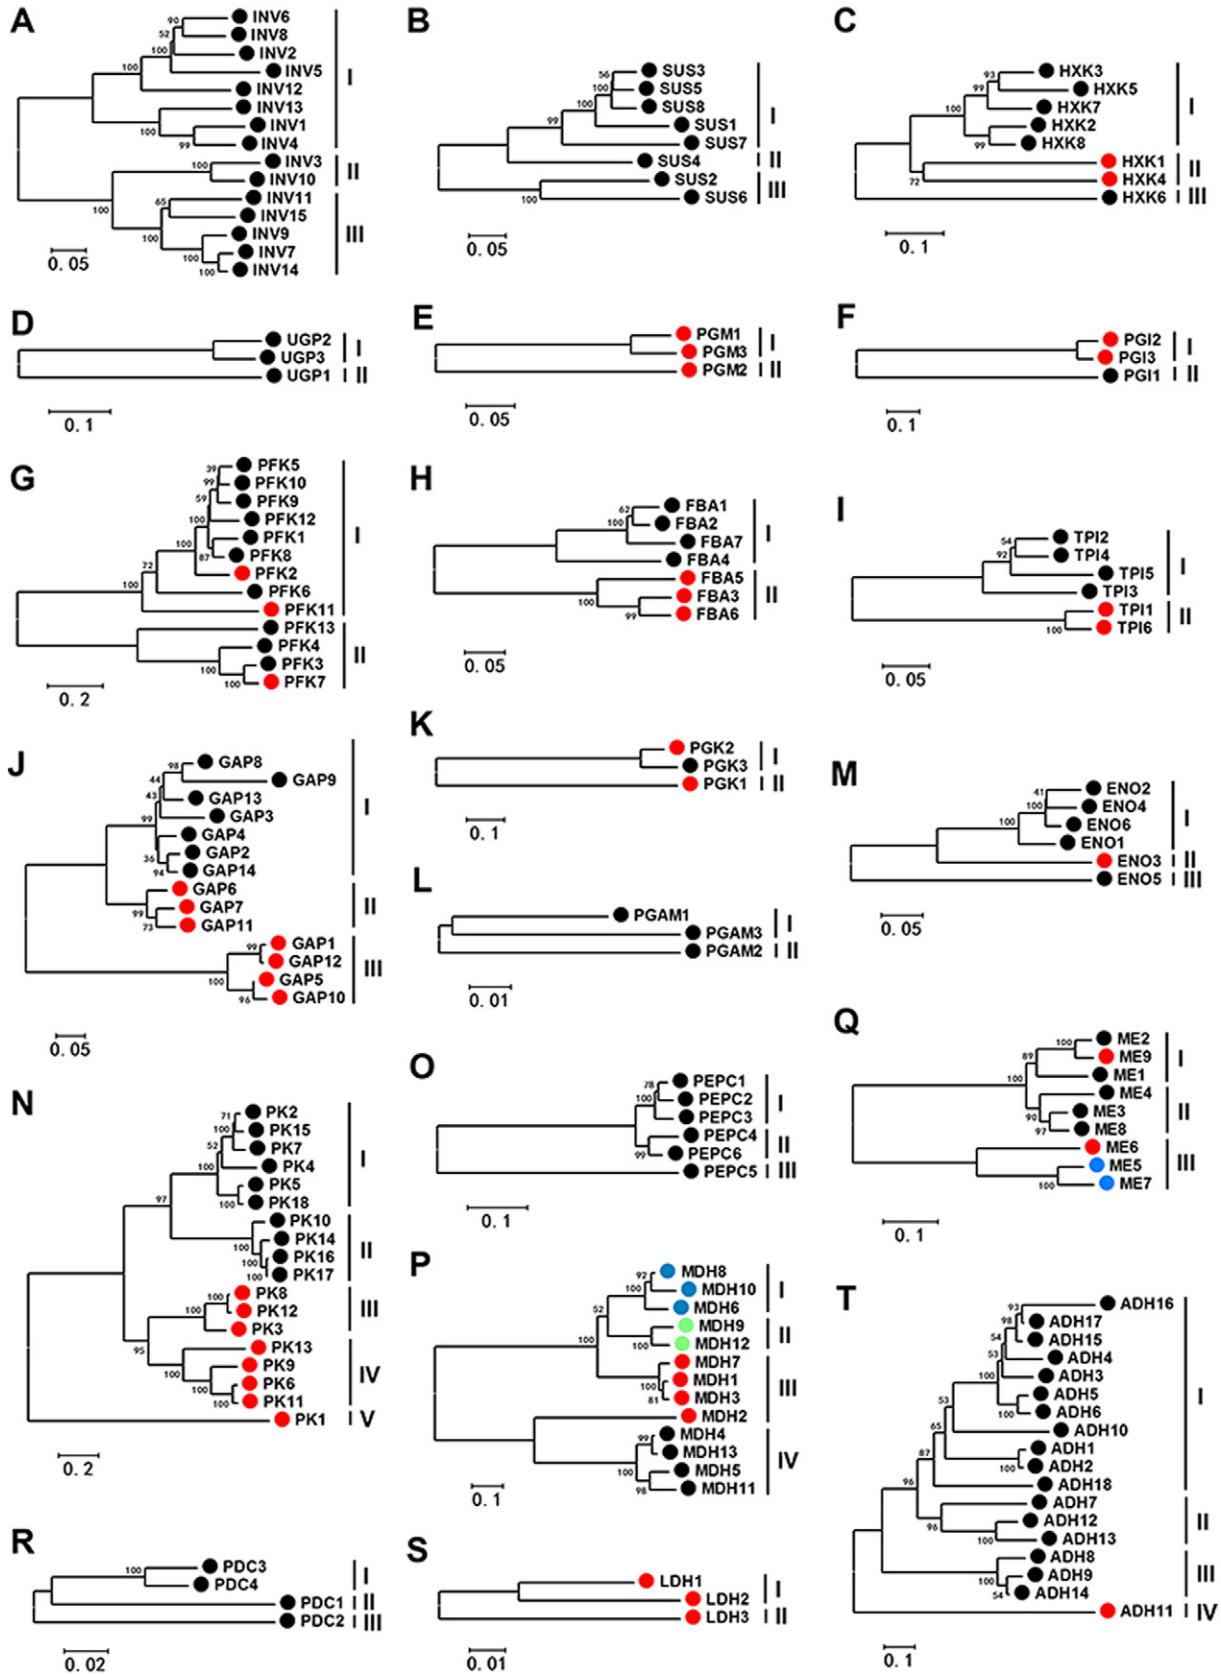 A
90 INV6
52 INV8
100 INV2
100 INV5
I
INV12
INV13
100 INV1
99 INV4
100 INV3
INV10
II
100
65 INV11
INV15
100 INV9
III
INV7
100 INV14
0.05
B
56 SUS3
100 SUS5
100 SUS8
99 SUS1
I
SUS7
SUS4 II
SUS2
100 SUS6
III
0.05
C
93 HXK3
99 HXK5
100 HXK7
I
HXK2
99 HXK8
HXK1
72 HXK4
II
HXK6 III
0.1
D
UGP2
UGP3
I
UGP1 II
0.1
E
PGM1
PGM3
I
PGM2 II
0.05
F
PGI2
PGI3
I
PGI1 II
0.1
G
39 PFK5
99 PFK10
59 PFK9
100 PFK12
PFK1
I
87 PFK8
100 PFK2
72 PFK6
100 PFK11
PFK13
PFK4
100 PFK3
II
100 PFK7
0.2
H
62 FBA1
100 FBA2
I
FBA7
FBA4
FBA5
100 FBA3
II
99 FBA6
0.05
I
54 TPI2
92 TPI4
I
TPI5
TPI3
TPI1
II
100 TPI6
0.05
J
98 GAP8
44 GAP9
43 GAP13
I
99 GAP3
GAP4
36 GAP2
94 GAP14
GAP6
99 GAP7
II
73 GAP11
99 GAP1
GAP12
III
100 GAP5
96 GAP10
0.05
K
PGK2
PGK3
I
PGK1 II
0.1
L
PGAM1
PGAM3
I
PGAM2 II
0.01
M
41 ENO2
100 ENO4
100 ENO6
I
ENO1
ENO3 II
ENO5 III
0.05
N
71 PK2
100 PK15
52 PK7
I
100 PK4
PK5
100 PK18
97
PK10
100 PK14
II
100 PK16
100 PK17
PK8
100 PK12
III
100 PK3
95
PK13
100 PK9
IV
100 PK6
100 PK11
PK1 V
0.2
O
78 PEPC1
100 PEPC2
I
PEPC3
PEPC4
II
99 PEPC6
PEPC5 III
0.1
P
92 MDH8
100 MDH10
I
52 MDH6
MDH9
II
100 MDH12
100
MDH7
100 MDH1
III
81 MDH3
MDH2
99 MDH4
MDH13
IV
100 MDH5
98 MDH11
0.1
Q
100 ME2
89 ME9
I
100 ME1
ME4
90 ME3
II
97 ME8
ME6
ME5
III
100 ME7
0.1
R
100 PDC3
PDC4
I
PDC1 II
PDC2 III
0.02
S
LDH1
LDH2
I
LDH3 II
0.01
T
93 ADH16
98 ADH17
54 ADH15
53 ADH4
100 ADH3
I
ADH5
100 ADH6
53
ADH10
65
ADH1
100 ADH2
87
ADH18
96
ADH7
96 ADH12
II
100 ADH13
ADH8
100 ADH9
III
54 ADH14
ADH11 IV
0.1